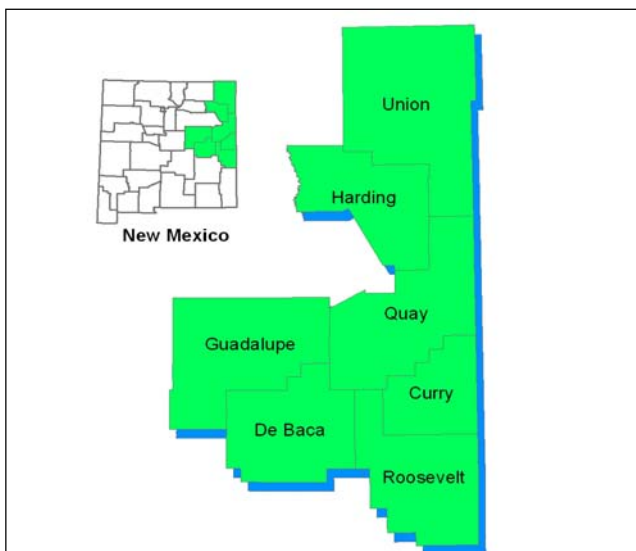 Union
Harding
New Mexico
Quay
Guadalupe
Curry
De Baca
Roosevelt